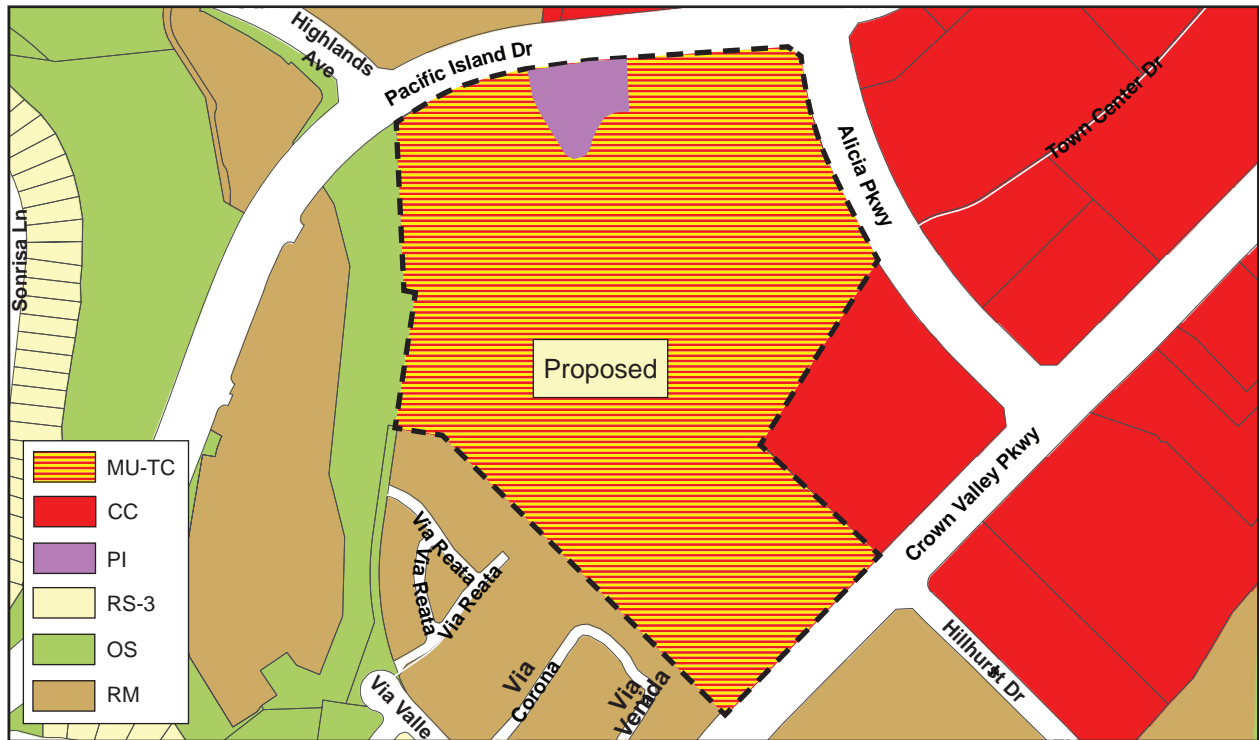 Highlands
Ave
Pacific Island Dr
Town Center Dr
Alicia Pkwy
Sonrisa Ln
Proposed
Crown Valley Pkwy
MU-TC
CC
PI
RS-3
OS
RM
Via Reata
Via Reata
Via Reata
Via
Corona
Via
Venida
Via Valle
Hillhurst Dr